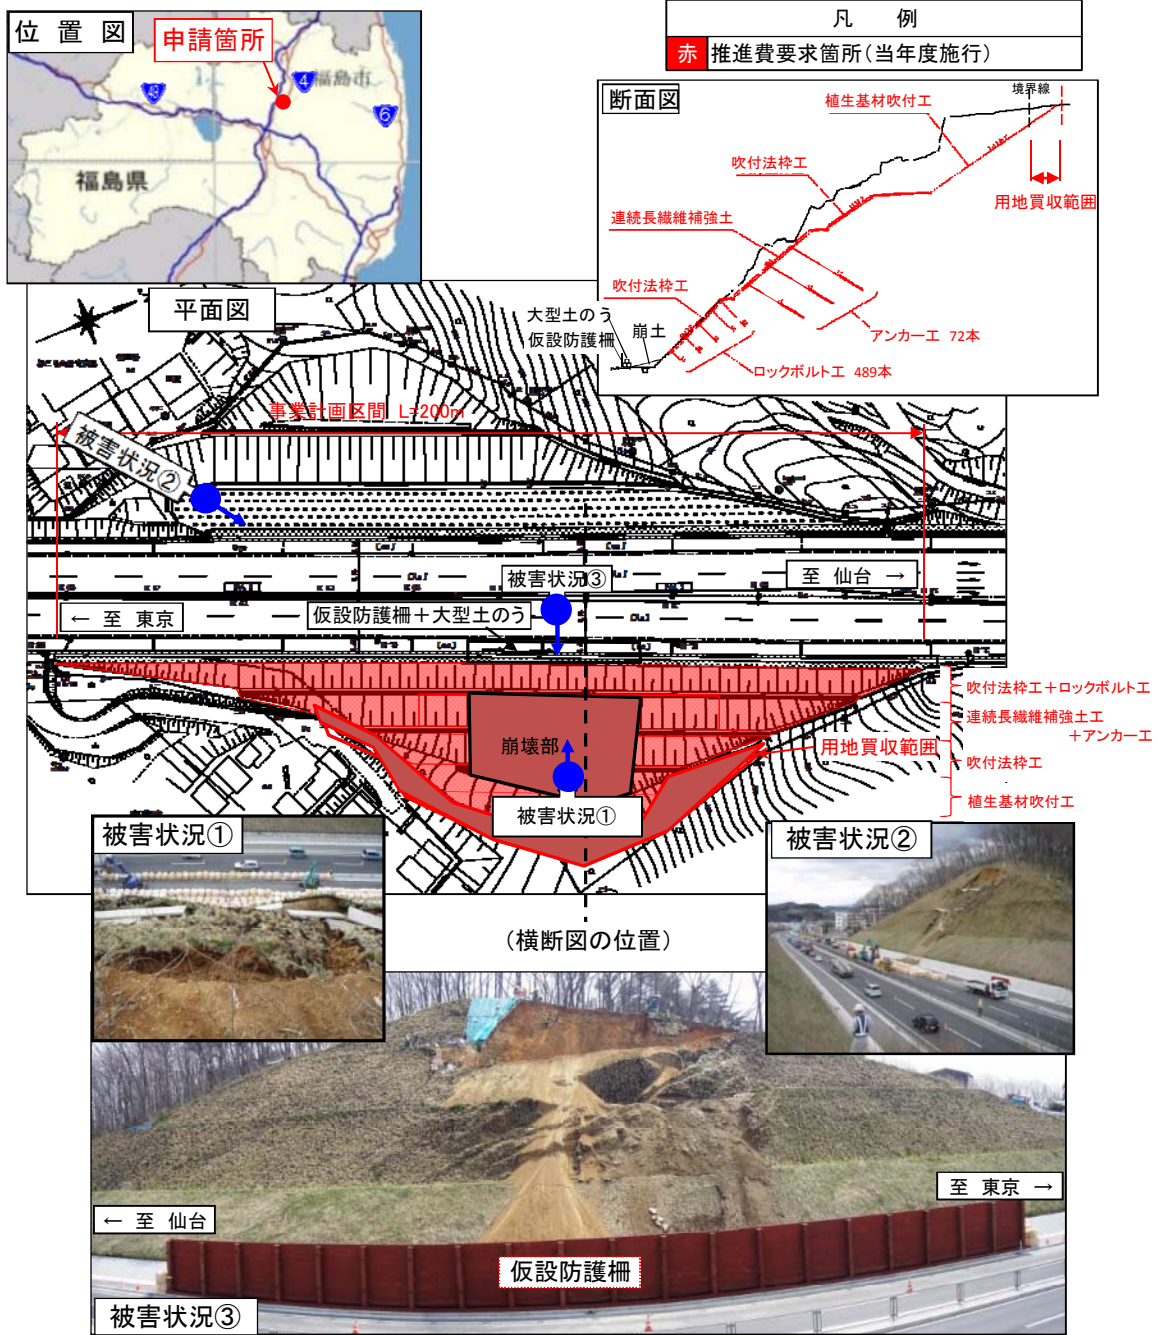 位 置 図
申請箇所
福島市
4
49
6
福島県
凡 例
赤 推進費要求箇所(当年度施行)
断面図
境界線
植生基材吹付工
吹付法枠工
用地買収範囲
連続長繊維補強土
吹付法枠工
大型土のう
仮設防護柵
崩土
アンカー工 72本
ロックボルト工 489本
平面図
事業計画区間 L=200m
被害状況②
被害状況③
至 仙台 →
← 至 東京
仮設防護柵+大型土のう
吹付法枠工+ロックボルト工
連続長繊維補強土工
+アンカー工
用地買収範囲
吹付法枠工
植生基材吹付工
崩壊部
被害状況①
被害状況①
被害状況②
(横断図の位置)
至 東京 →
← 至 仙台
仮設防護柵
被害状況③